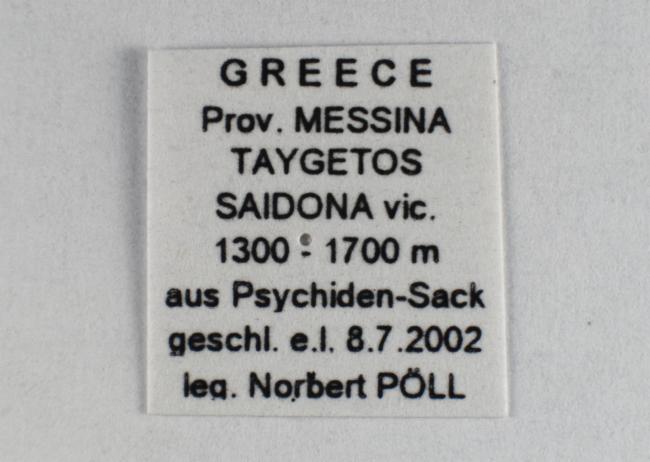 GREECE
Prov. MESSINA
TAYGETOS
SAIDONA vic.
1300 - 1700 m
aus Psychiden-Sack
geschl. e.l. 8.7.2002
leg. Norbert PÖLL